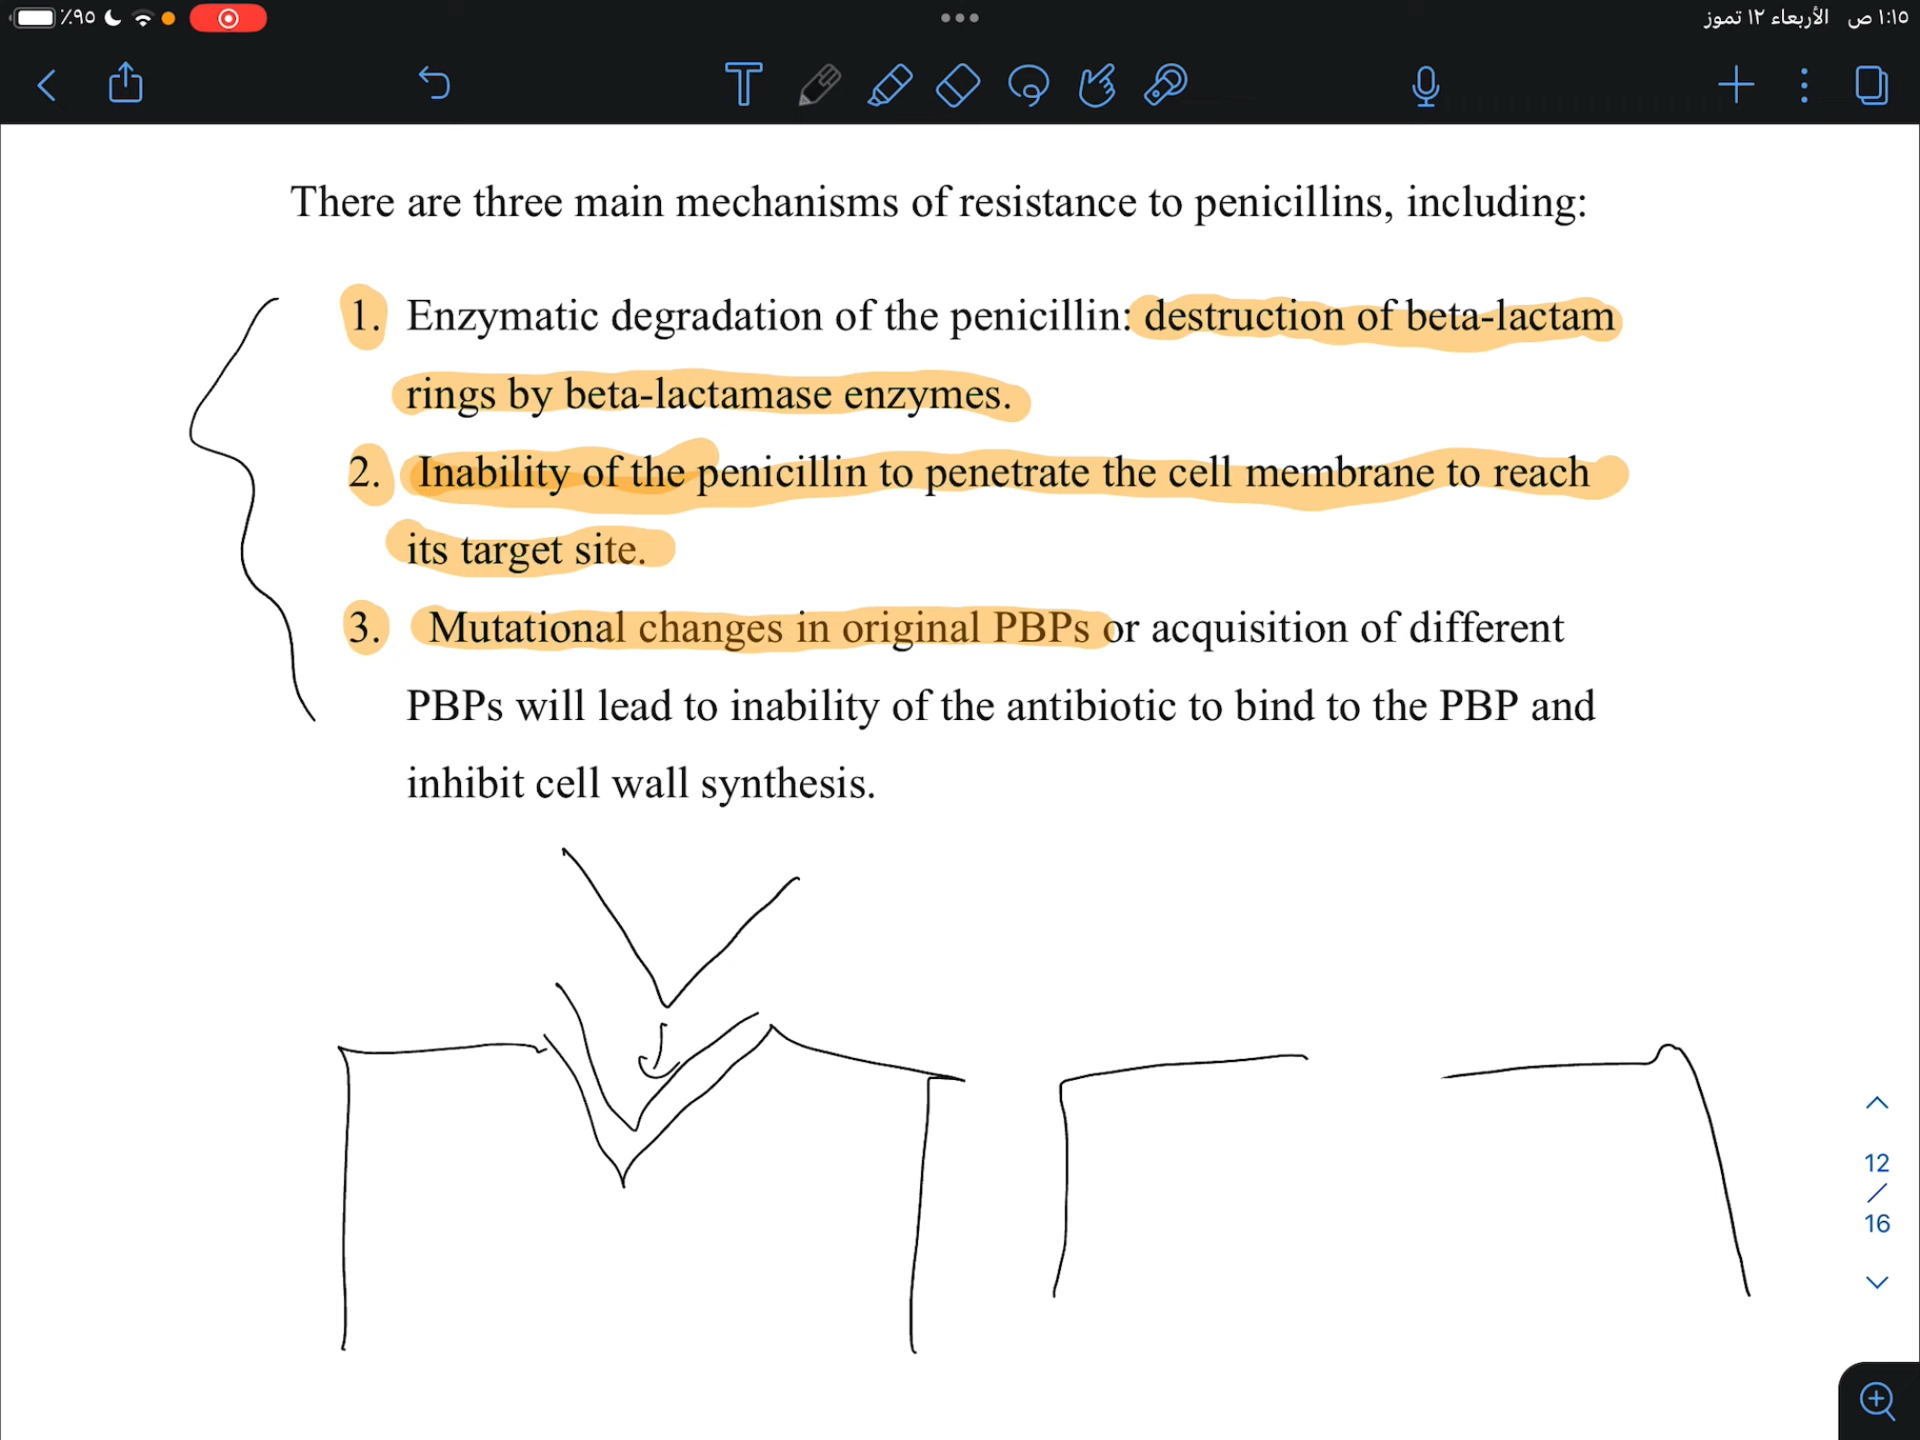 ٪٩٥
١:١٥ ص الأربعاء ١٢ تموز
There are three main mechanisms of resistance to penicillins, including:
1. Enzymatic degradation of the penicillin: destruction of beta-lactam
rings by beta-lactamase enzymes.
2. Inability of the penicillin to penetrate the cell membrane to reach
its target site.
3. Mutational changes in original PBPs or acquisition of different
PBPs will lead to inability of the antibiotic to bind to the PBP and
inhibit cell wall synthesis.
12
/
16